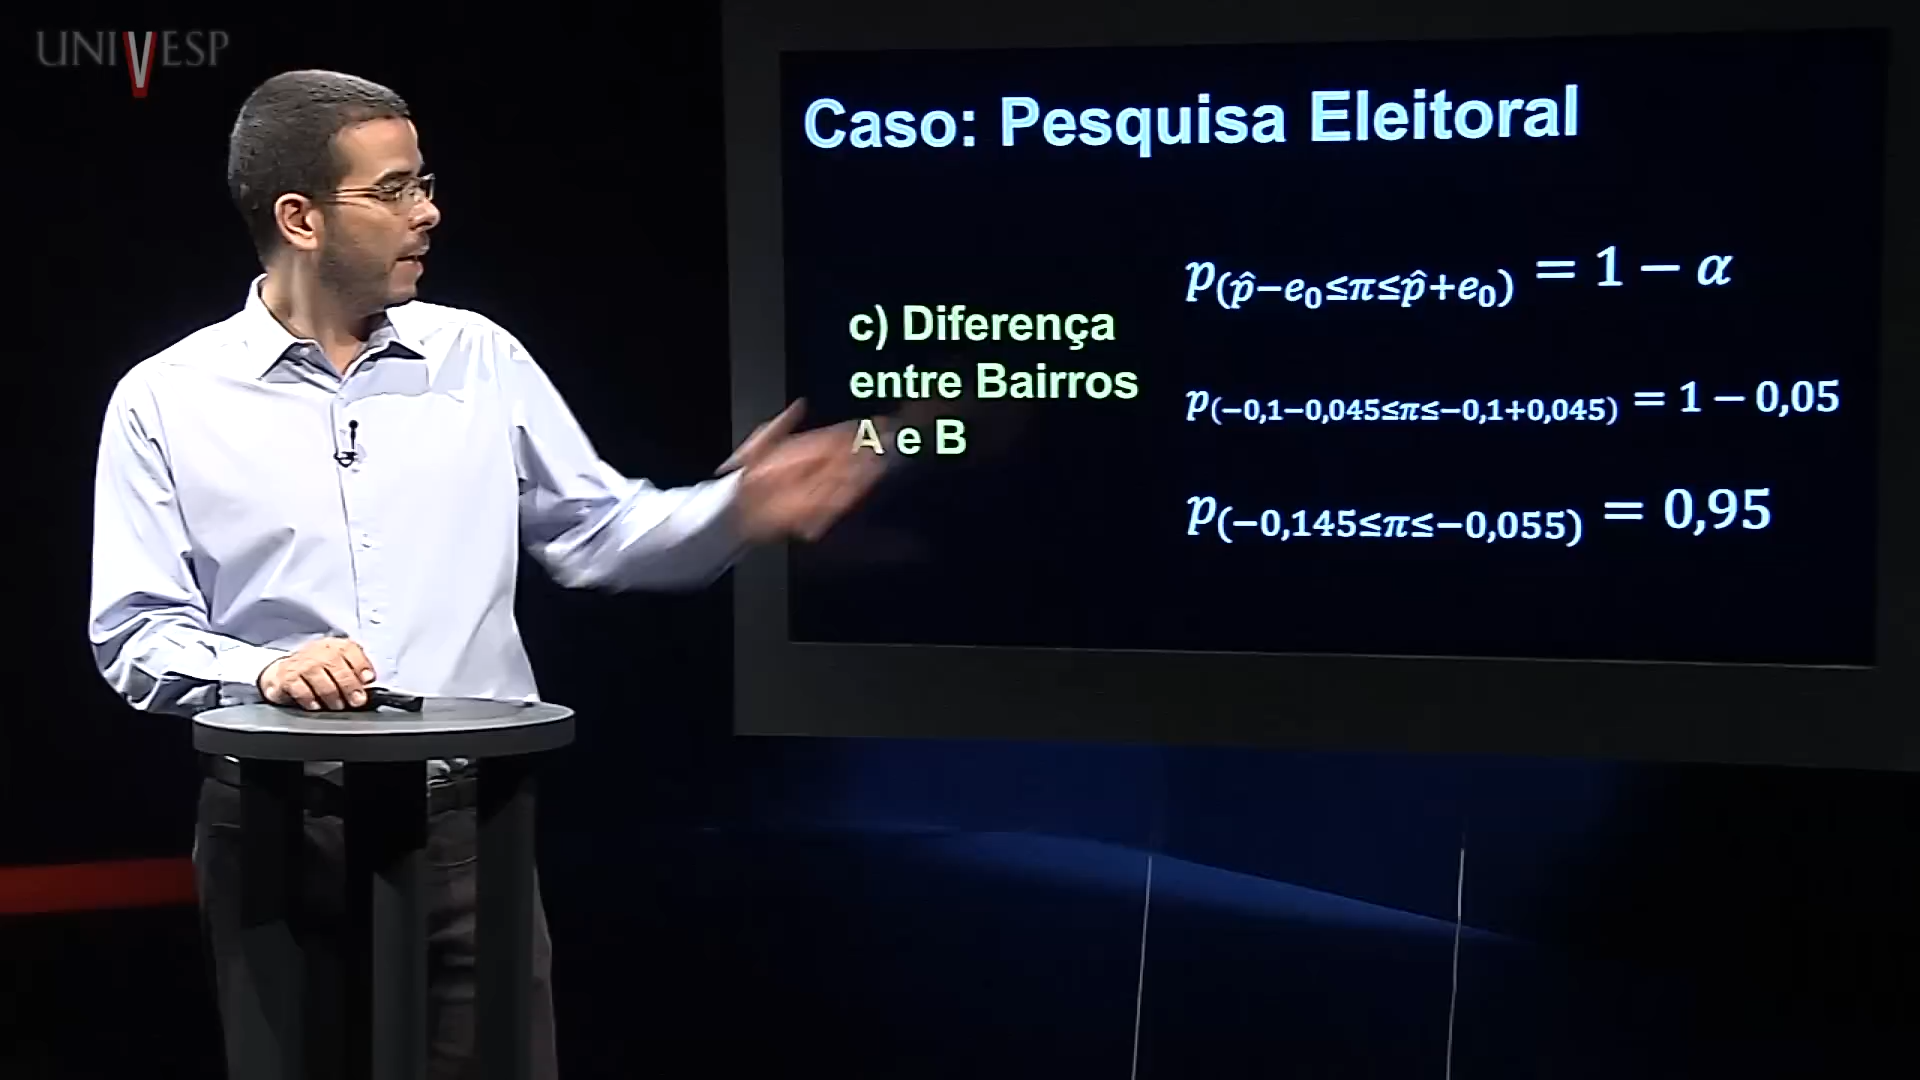 UNIVESP
Caso: Pesquisa Eleitoral
c) Diferença
entre Bairros
A e B
p(p̂−e₀≤π≤p̂+e₀) = 1 − α
p(−0,1−0,045≤π≤−0,1+0,045) = 1 − 0,05
p(−0,145≤π≤−0,055) = 0,95